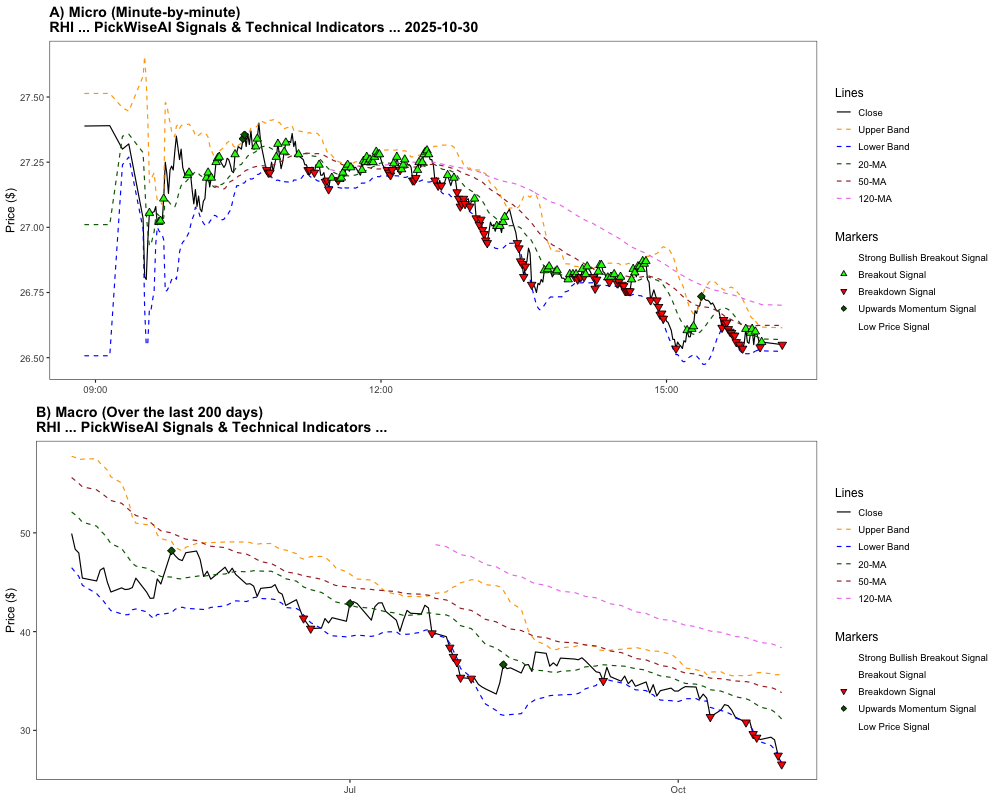 A) Micro (Minute-by-minute)
RHI ... PickWiseAI Signals & Technical Indicators ... 2025-10-30
Price ($)
27.50
27.25
27.00
26.75
26.50
09:00
12:00
15:00
Lines
Close
Upper Band
Lower Band
20-MA
50-MA
120-MA
Markers
Strong Bullish Breakout Signal
Breakout Signal
Breakdown Signal
Upwards Momentum Signal
Low Price Signal
B) Macro (Over the last 200 days)
RHI ... PickWiseAI Signals & Technical Indicators ...
Price ($)
50
40
30
Jul
Oct
Lines
Close
Upper Band
Lower Band
20-MA
50-MA
120-MA
Markers
Strong Bullish Breakout Signal
Breakout Signal
Breakdown Signal
Upwards Momentum Signal
Low Price Signal